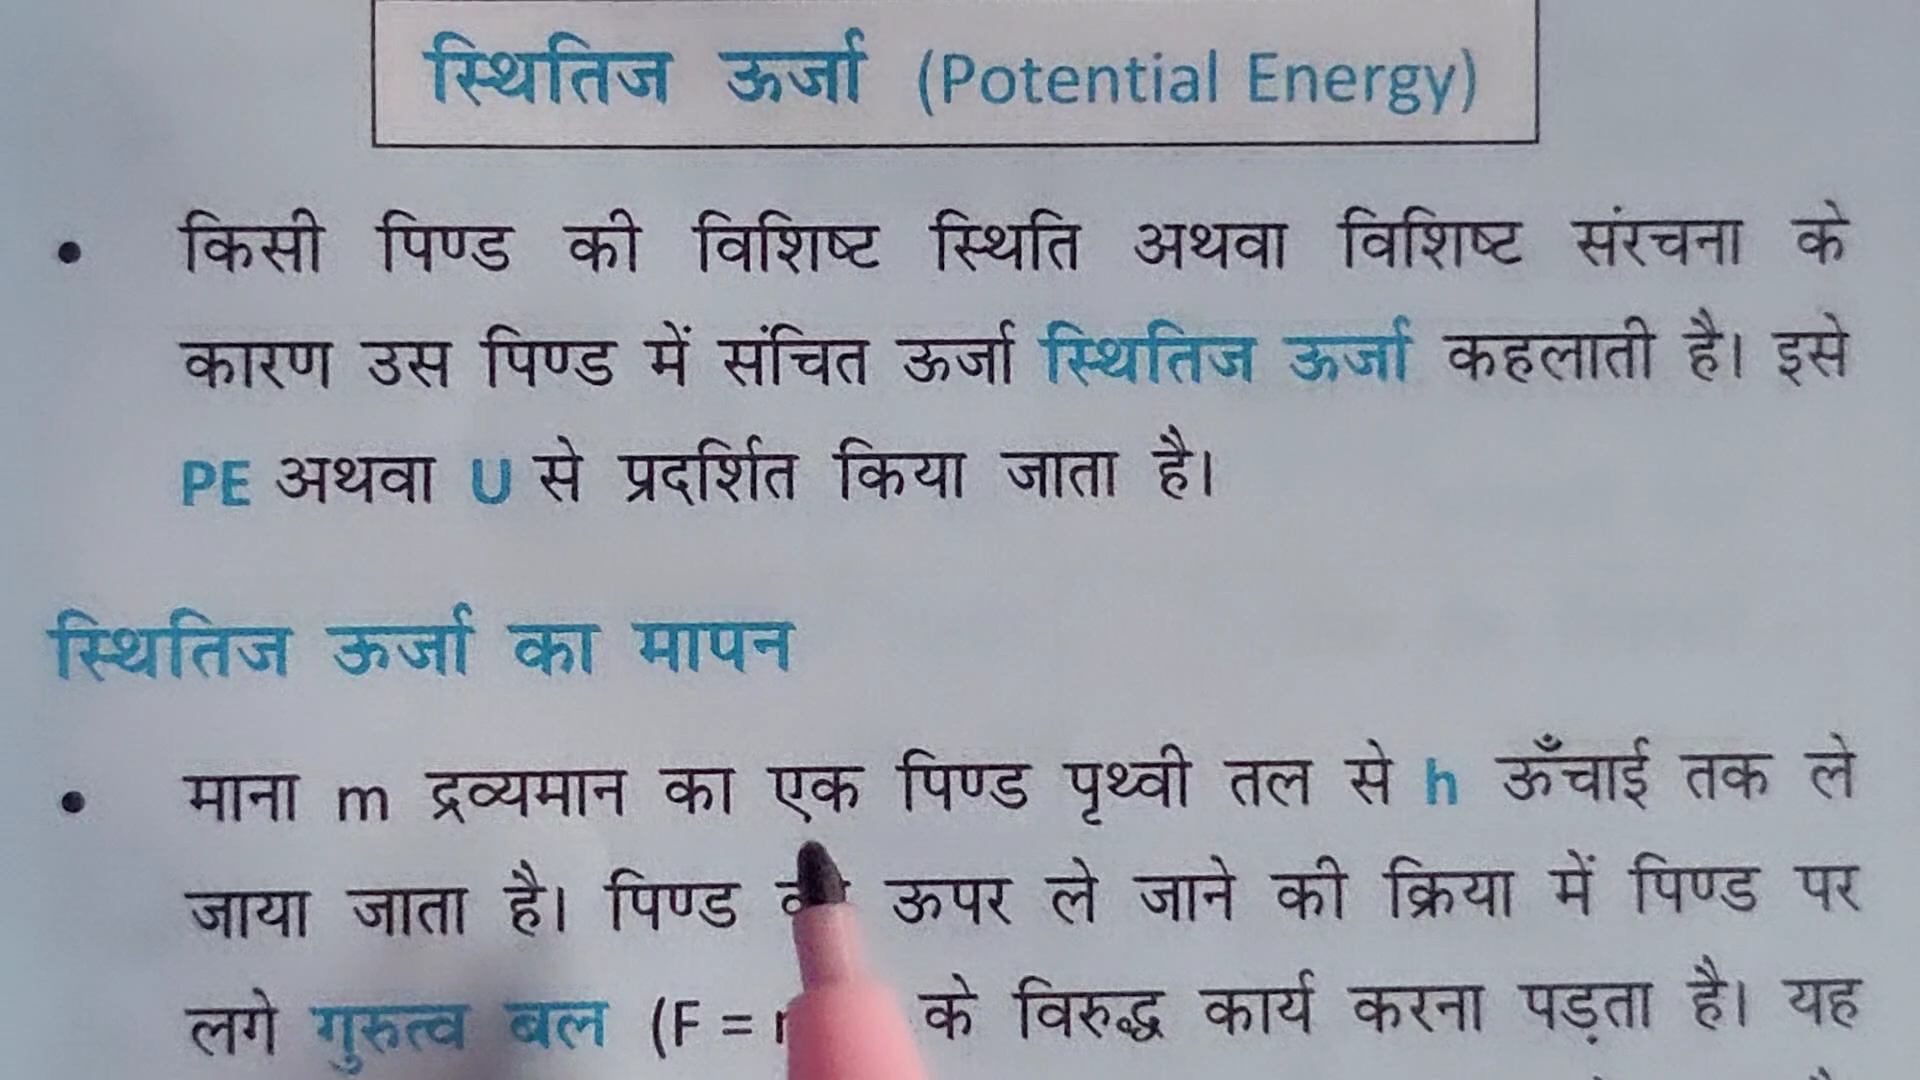 स्थितिज ऊर्जा (Potential Energy)
• किसी पिण्ड की विशिष्ट स्थिति अथवा विशिष्ट संरचना के
कारण उस पिण्ड में संचित ऊर्जा स्थितिज ऊर्जा कहलाती है। इसे
PE अथवा U से प्रदर्शित किया जाता है।
स्थितिज ऊर्जा का मापन
• माना m द्रव्यमान का एक पिण्ड पृथ्वी तल से h ऊँचाई तक ले
जाया जाता है। पिण्ड ऊपर ले जाने की क्रिया में पिण्ड पर
लगे गुरुत्व बल (F = के विरुद्ध कार्य करना पड़ता है। यह